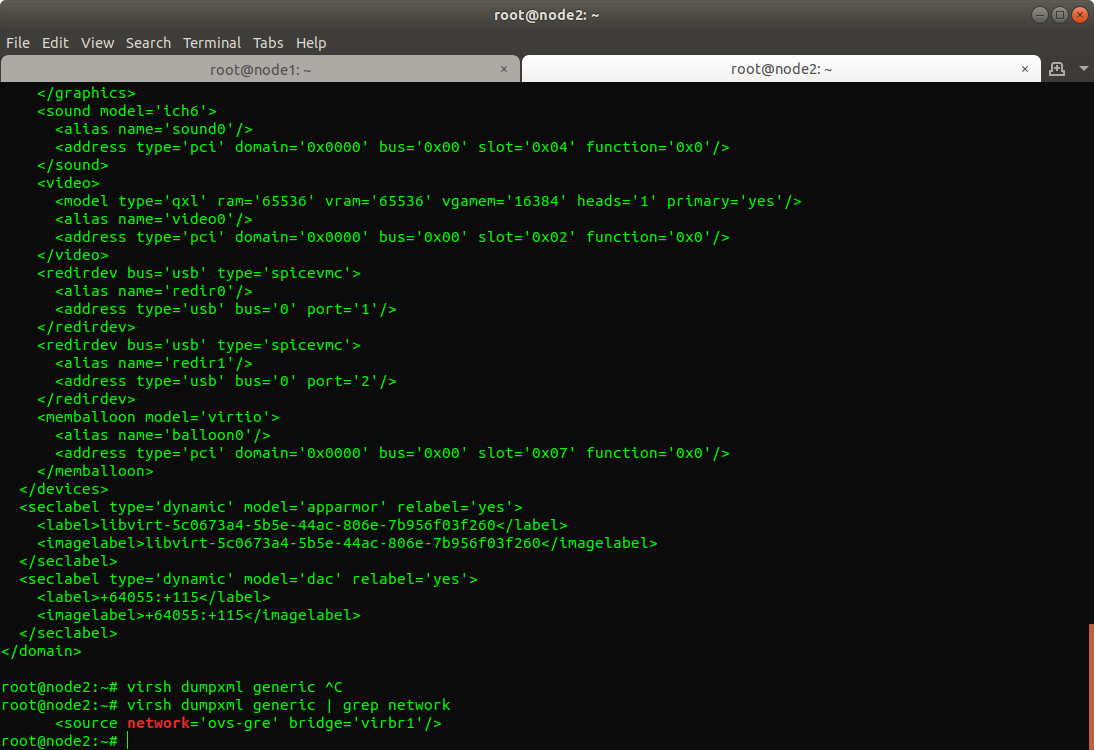 root@node2: ~
File Edit View Search Terminal Tabs Help
root@node1: ~ × root@node2: ~ ×
    </graphics>
    <sound model='ich6'>
      <alias name='sound0'/>
      <address type='pci' domain='0x0000' bus='0x00' slot='0x04' function='0x0'/>
    </sound>
    <video>
      <model type='qxl' ram='65536' vram='65536' vgamem='16384' heads='1' primary='yes'/>
      <alias name='video0'/>
      <address type='pci' domain='0x0000' bus='0x00' slot='0x02' function='0x0'/>
    </video>
    <redirdev bus='usb' type='spicevmc'>
      <alias name='redir0'/>
      <address type='usb' bus='0' port='1'/>
    </redirdev>
    <redirdev bus='usb' type='spicevmc'>
      <alias name='redir1'/>
      <address type='usb' bus='0' port='2'/>
    </redirdev>
    <memballoon model='virtio'>
      <alias name='balloon0'/>
      <address type='pci' domain='0x0000' bus='0x00' slot='0x07' function='0x0'/>
    </memballoon>
  </devices>
  <seclabel type='dynamic' model='apparmor' relabel='yes'>
    <label>libvirt-5c0673a4-5b5e-44ac-806e-7b956f03f260</label>
    <imagelabel>libvirt-5c0673a4-5b5e-44ac-806e-7b956f03f260</imagelabel>
  </seclabel>
  <seclabel type='dynamic' model='dac' relabel='yes'>
    <label>+64055:+115</label>
    <imagelabel>+64055:+115</imagelabel>
  </seclabel>
</domain>
root@node2:~# virsh dumpxml generic ^C
root@node2:~# virsh dumpxml generic | grep network
      <source network='ovs-gre' bridge='virbr1'/>
root@node2:~#